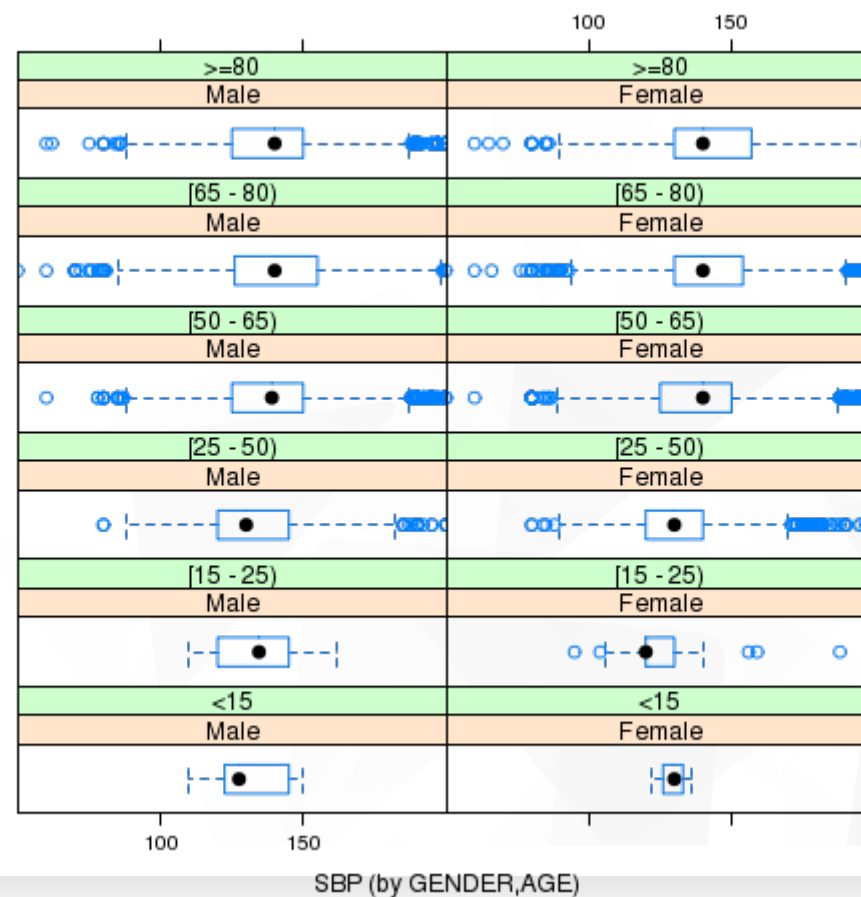 100 150
>=80 >=80
Male Female
[65 - 80) [65 - 80)
Male Female
[50 - 65) [50 - 65)
Male Female
[25 - 50) [25 - 50)
Male Female
[15 - 25) [15 - 25)
Male Female
<15 <15
Male Female
100 150
SBP (by GENDER,AGE)